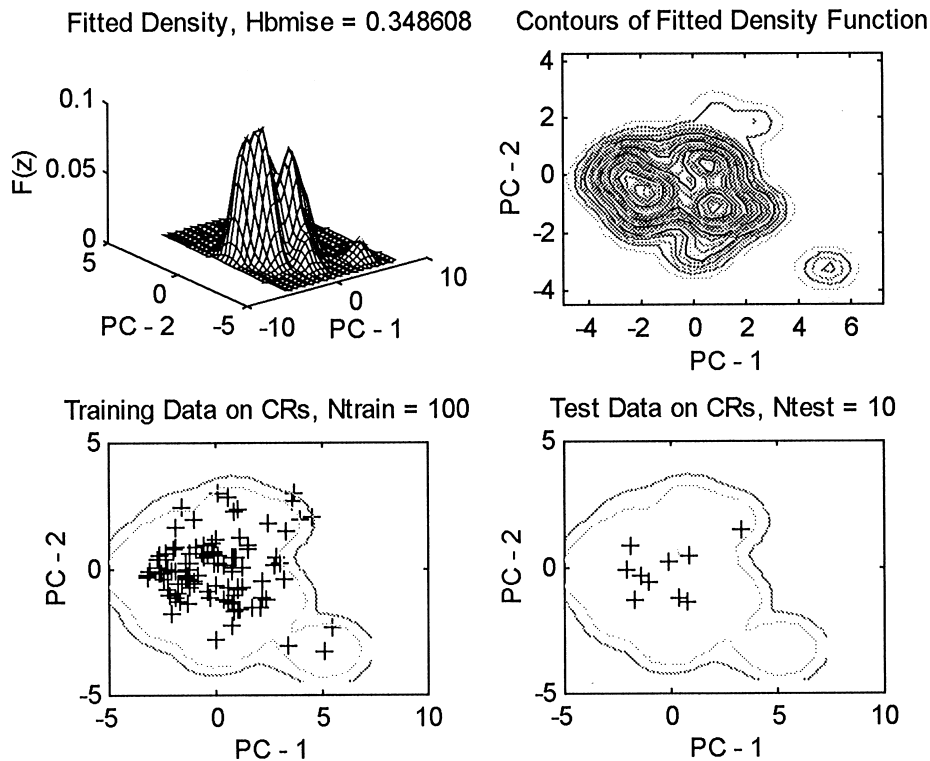 Fitted Density, Hbmise = 0.348608
Contours of Fitted Density Function
0.1
0.05
0
F(z)
5
0
-5
PC - 2
-10
0
10
PC - 1
4
2
0
-2
-4
PC - 2
-4 -2 0 2 4 6
PC - 1
Training Data on CRs, Ntrain = 100
Test Data on CRs, Ntest = 10
5
0
-5
PC - 2
-5 0 5 10
PC - 1
5
0
-5
PC - 2
-5 0 5 10
PC - 1